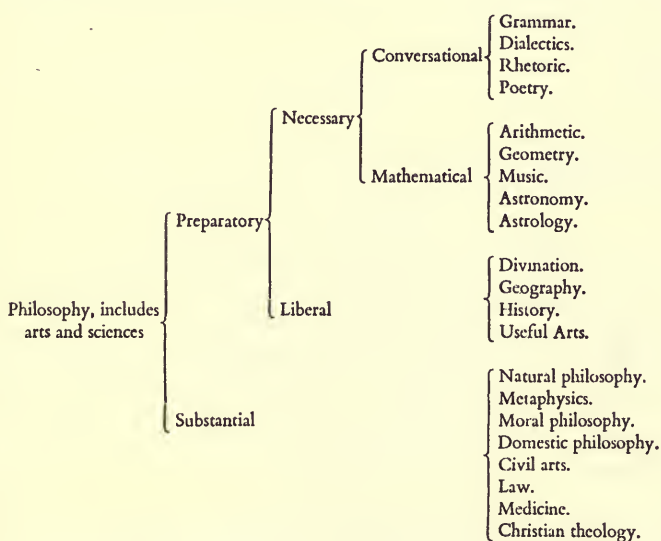 Grammar.
Dialectics.
Conversational
Rhetoric.
Poetry.
Necessary
Arithmetic.
Geometry.
Mathematical
Music.
Astronomy.
Astrology.
Preparatory
Divination.
Geography.
Philosophy, includes
arts and sciences
Liberal
History.
Useful Arts.
Natural philosophy.
Metaphysics.
Substantial
Moral philosophy.
Domestic philosophy.
Civil arts.
Law.
Medicine.
Christian theology.